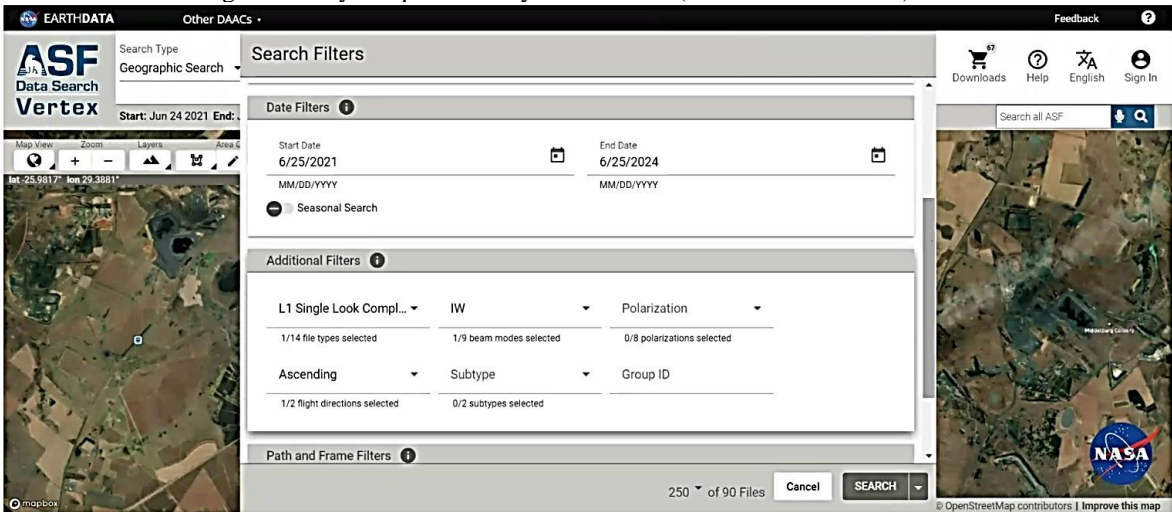 EARTHDATA Other DAACs Feedback ?
ASF
Data Search
Vertex
Search Type
Geographic Search
Start: Jun 24 2021 End:
Search Filters
67
Downloads Help English Sign In
Search all ASF
Map View Zoom Layers
lat -25.9817° lon 29.3881°
Date Filters i
Start Date
6/25/2021
MM/DD/YYYY
End Date
6/25/2024
MM/DD/YYYY
Seasonal Search
Additional Filters i
L1 Single Look Compl... IW Polarization
1/14 file types selected 1/9 beam modes selected 0/8 polarizations selected
Ascending Subtype Group ID
1/2 flight directions selected 0/2 subtypes selected
Path and Frame Filters i
250 of 90 Files Cancel SEARCH
Middelburg Colliery
NASA
mapbox
© OpenStreetMap contributors | Improve this map